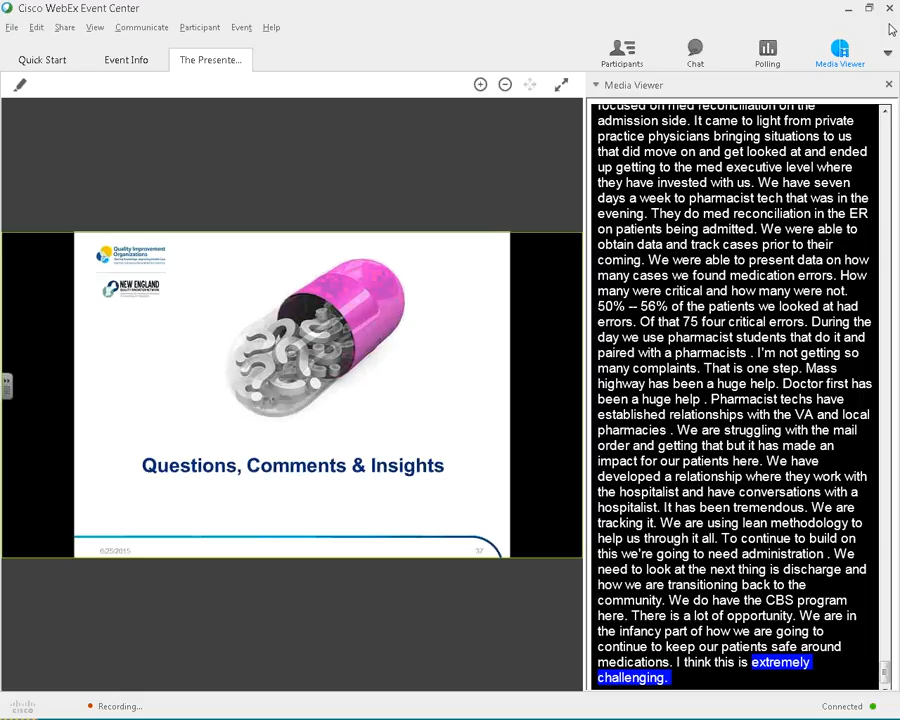 Cisco WebEx Event Center
File Edit Share View Communicate Participant Event Help
Quick Start Event Info The Presente...
Participants Chat Polling Media Viewer
Media Viewer
focused on med reconciliation on the
admission side. It came to light from private
practice physicians bringing situations to us
that did move on and get looked at and ended
up getting to the med executive level where
they have invested with us. We have seven
days a week to pharmacist tech that was in the
evening. They do med reconciliation in the ER
on patients being admitted. We were able to
obtain data and track cases prior to their
coming. We were able to present data on how
many cases we found medication errors. How
many were critical and how many were not.
50% -- 56% of the patients we looked at had
errors. Of that 75 four critical errors. During the
day we use pharmacist students that do it and
paired with a pharmacists . I'm not getting so
many complaints. That is one step. Mass
highway has been a huge help. Doctor first has
been a huge help . Pharmacist techs have
established relationships with the VA and local
pharmacies . We are struggling with the mail
order and getting that but it has made an
impact for our patients here. We have
developed a relationship where they work with
the hospitalist and have conversations with a
hospitalist. It has been tremendous. We are
tracking it. We are using lean methodology to
help us through it all. To continue to build on
this we're going to need administration . We
need to look at the next thing is discharge and
how we are transitioning back to the
community. We do have the CBS program
here. There is a lot of opportunity. We are in
the infancy part of how we are going to
continue to keep our patients safe around
medications. I think this is extremely
challenging.
Quality Improvement
Organizations
NEW ENGLAND
Questions, Comments & Insights
6/25/2015 37
cisco Recording... Connected